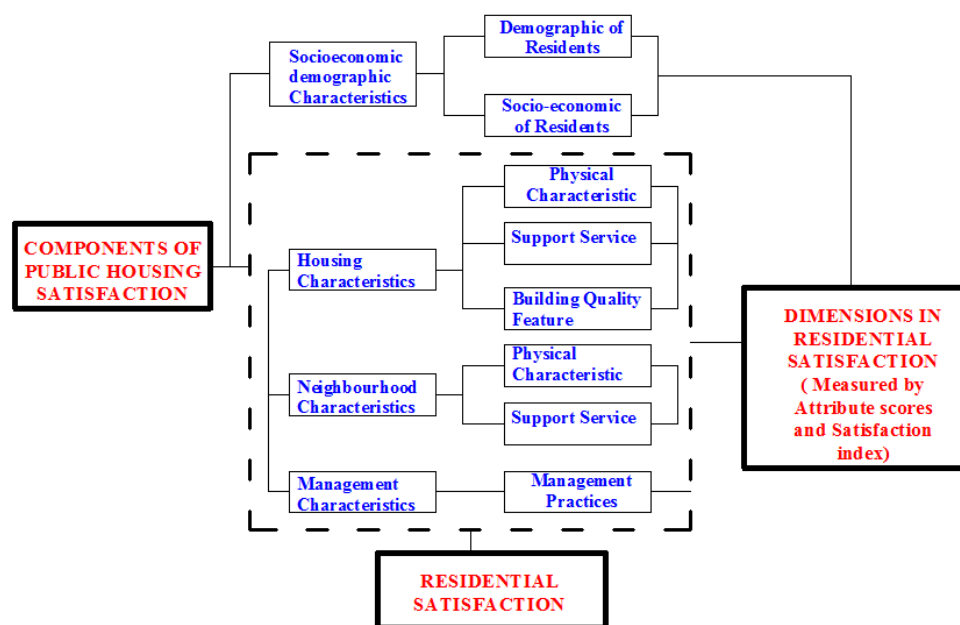 Demographic of
Residents
Socioeconomic
demographic
Characteristics
Socio-economic
of Residents
Physical
Characteristic
COMPONENTS OF
PUBLIC HOUSING
SATISFACTION
Support Service
Housing
Characteristics
Building Quality
Feature
DIMENSIONS IN
RESIDENTIAL
SATISFACTION
( Measured by
Attribute scores
and Satisfaction
index)
Physical
Characteristic
Neighbourhood
Characteristics
Support Service
Management
Characteristics
Management
Practices
RESIDENTIAL
SATISFACTION